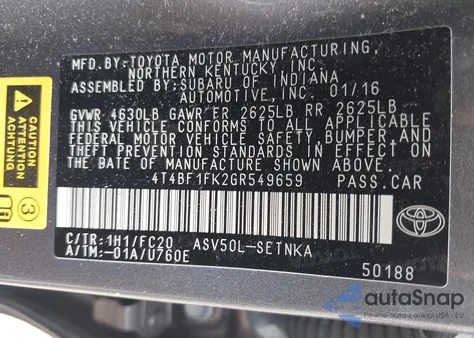 MFD.BY:TOYOTA MOTOR MANUFACTURING,
NORTHERN KENTUCKY INC.
ASSEMBLED BY:SUBARU OF INDIANA
AUTOMOTIVE, INC. 01/16
GVWR 4630LB GAWR FR 2625LB RR 2625LB
THIS VEHICLE CONFORMS TO ALL APPLICABLE
FEDERAL MOTOR VEHICLE SAFETY, BUMPER, AND
THEFT PREVENTION STANDARDS IN EFFECT ON
THE DATE OF MANUFACTURE SHOWN ABOVE.
4T4BF1FK2GR549659 PASS.CAR
C/TR:1H1/FC20 ASV50L-SETNKA
A/TM:-01A/U760E
50188
TOYOTA
CAUTION
ATTENTION
ACHTUNG
3
autoSnap